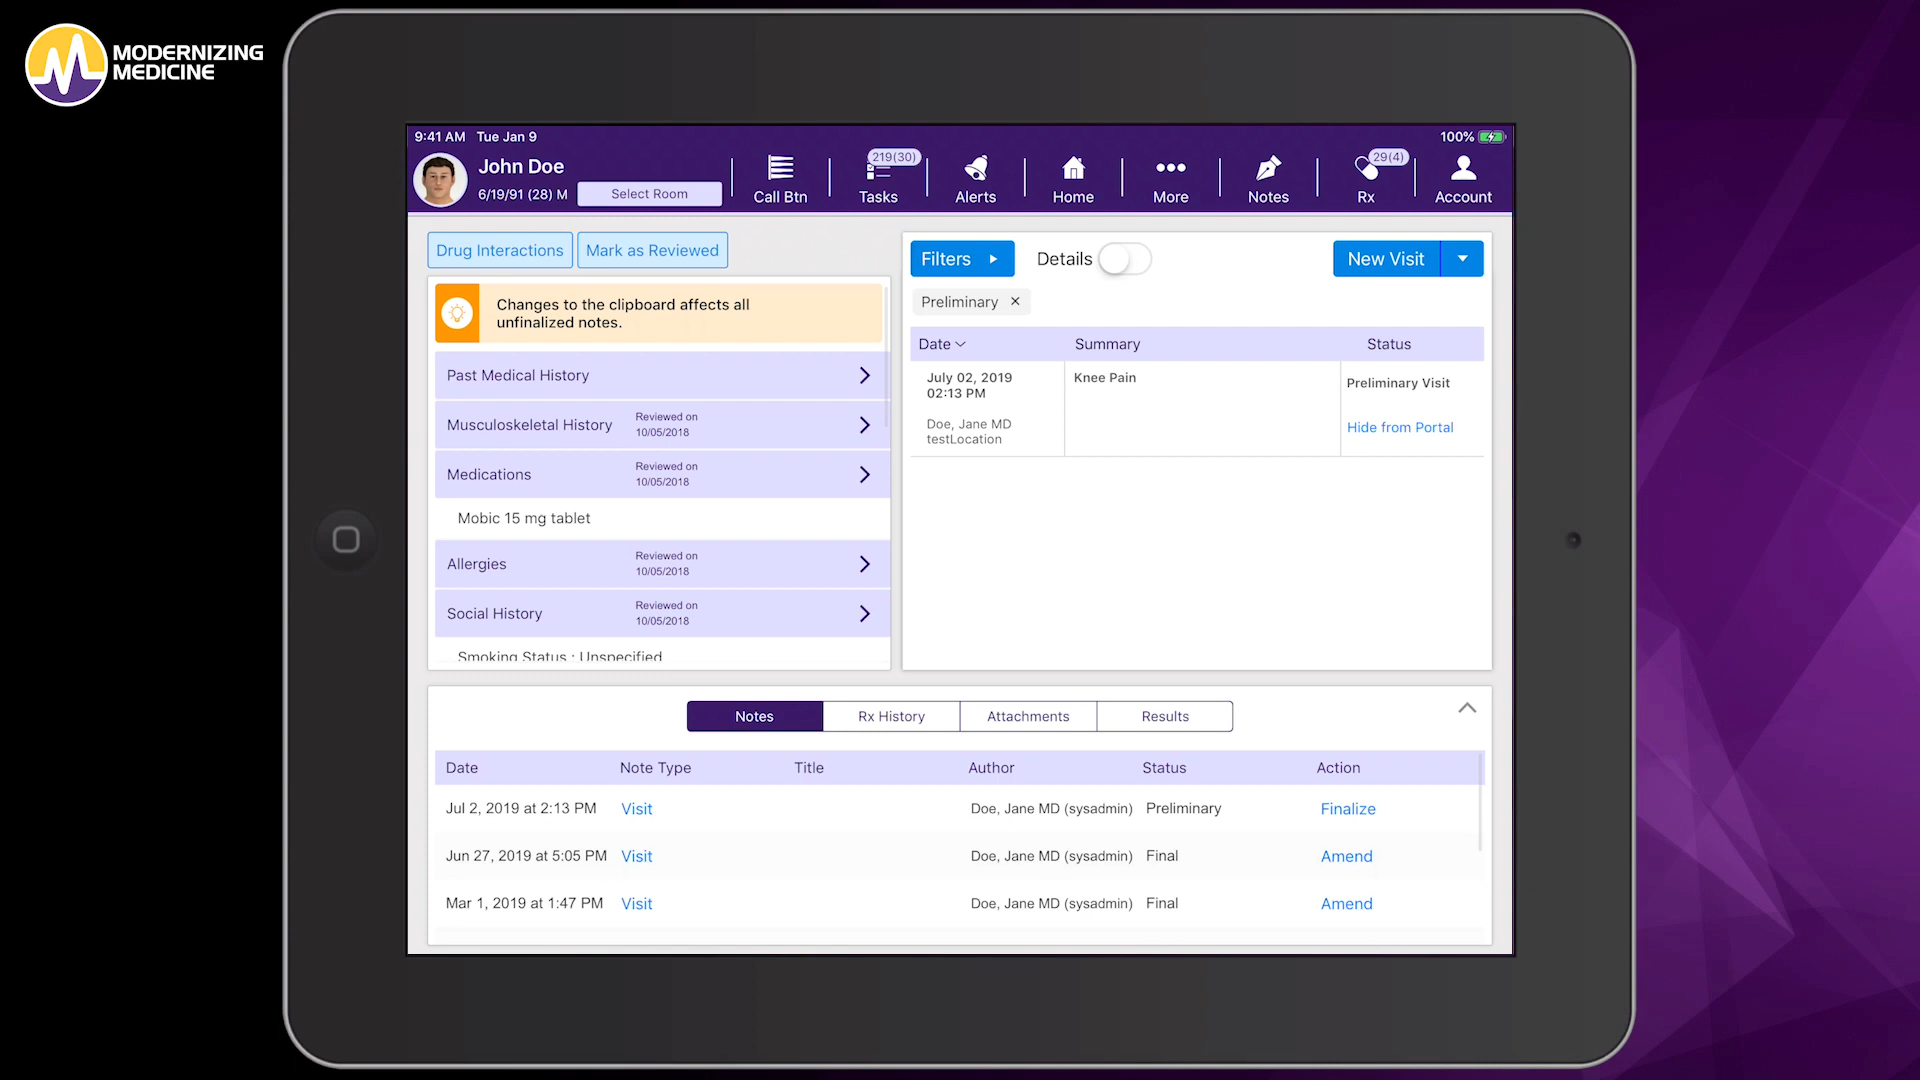 MODERNIZING
MEDICINE
9:41 AM Tue Jan 9
100%
John Doe
6/19/91 (28) M
Select Room
Call Btn
219(30)
Tasks
Alerts
Home
More
Notes
29(4)
Rx
Account
Drug Interactions
Mark as Reviewed
Changes to the clipboard affects all
unfinalized notes.
Past Medical History
Musculoskeletal History
Reviewed on
10/05/2018
Medications
Reviewed on
10/05/2018
Mobic 15 mg tablet
Allergies
Reviewed on
10/05/2018
Social History
Reviewed on
10/05/2018
Smoking Status : Unspecified
Filters
Details
New Visit
Preliminary ×
Date Summary Status
July 02, 2019
02:13 PM
Doe, Jane MD
testLocation
Knee Pain
Preliminary Visit
Hide from Portal
Notes Rx History Attachments Results
Date Note Type Title Author Status Action
Jul 2, 2019 at 2:13 PM Visit Doe, Jane MD (sysadmin) Preliminary Finalize
Jun 27, 2019 at 5:05 PM Visit Doe, Jane MD (sysadmin) Final Amend
Mar 1, 2019 at 1:47 PM Visit Doe, Jane MD (sysadmin) Final Amend